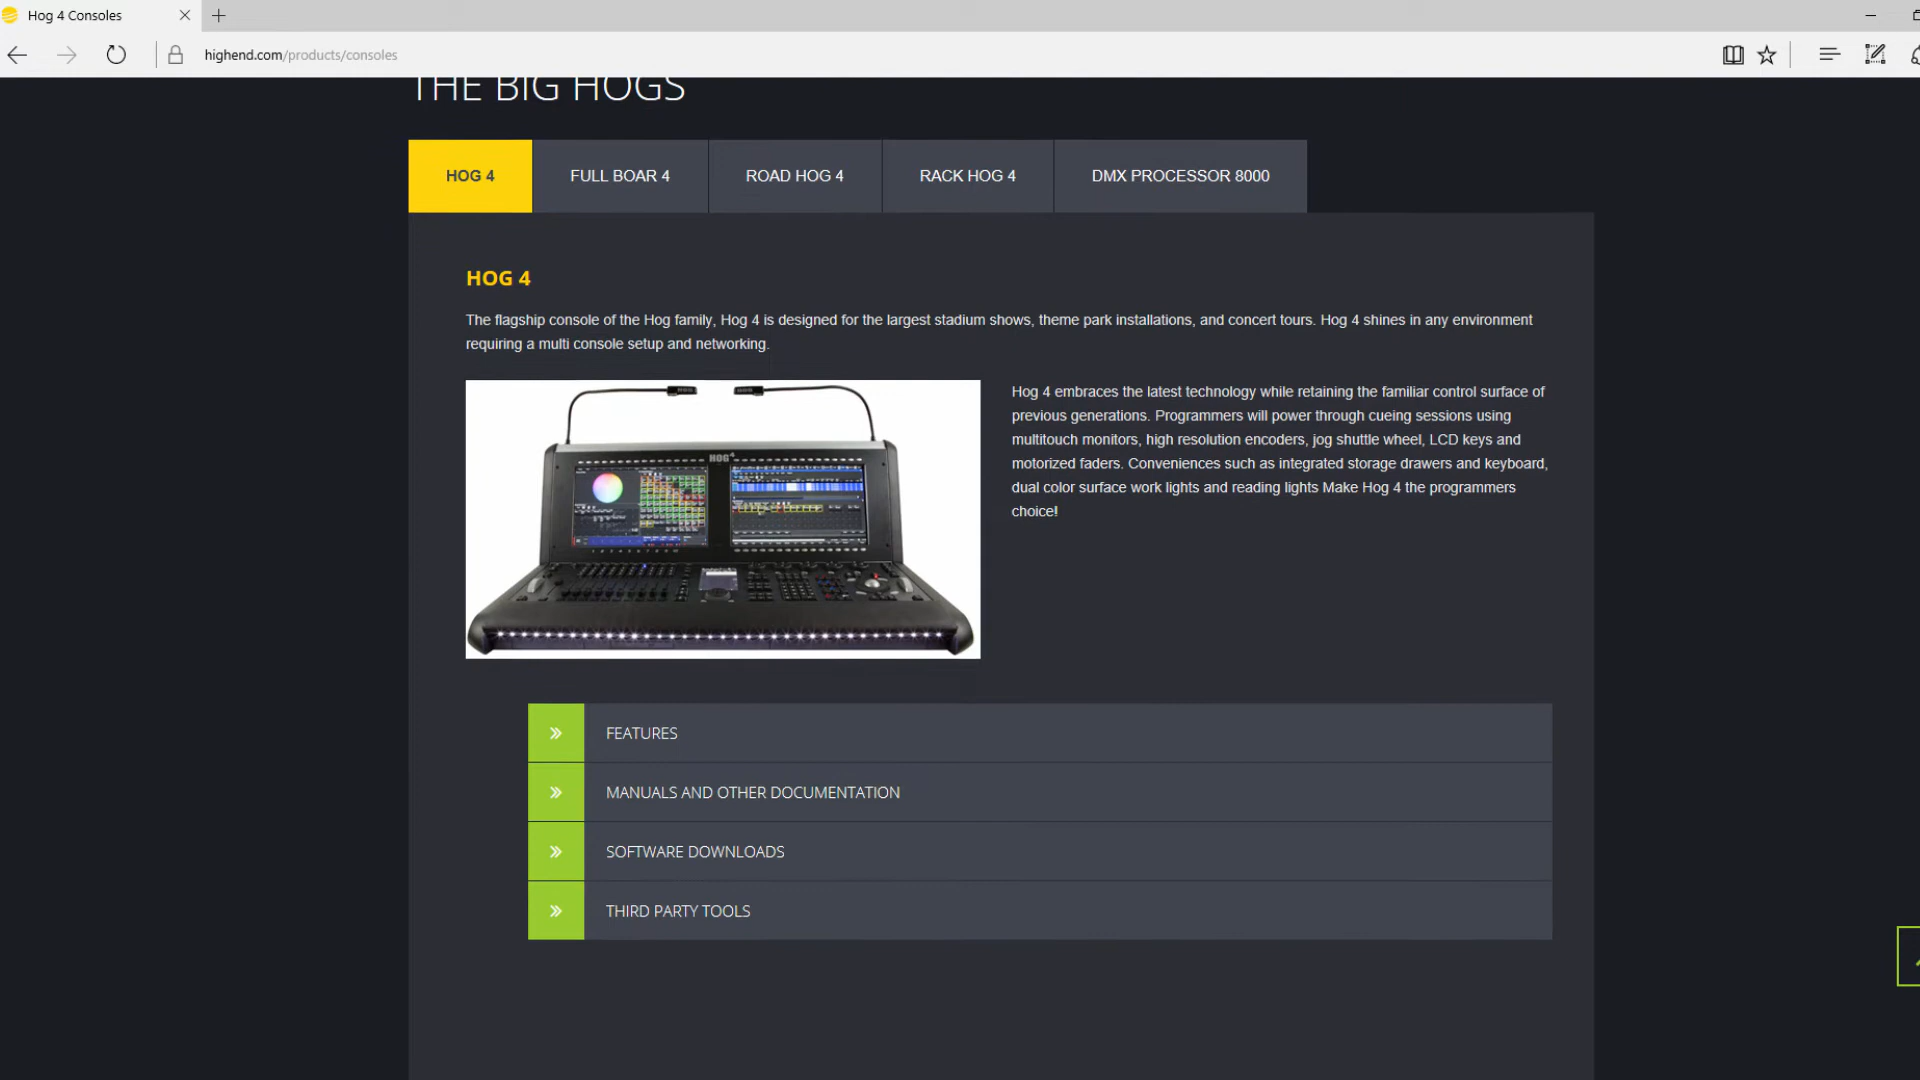 Hog 4 Consoles
highend.com/products/consoles
THE BIG HOGS
HOG 4
FULL BOAR 4
ROAD HOG 4
RACK HOG 4
DMX PROCESSOR 8000
HOG 4
The flagship console of the Hog family, Hog 4 is designed for the largest stadium shows, theme park installations, and concert tours. Hog 4 shines in any environment
requiring a multi console setup and networking.
HOG 4
Hog 4 embraces the latest technology while retaining the familiar control surface of
previous generations. Programmers will power through cueing sessions using
multitouch monitors, high resolution encoders, jog shuttle wheel, LCD keys and
motorized faders. Conveniences such as integrated storage drawers and keyboard,
dual color surface work lights and reading lights Make Hog 4 the programmers
choice!
FEATURES
MANUALS AND OTHER DOCUMENTATION
SOFTWARE DOWNLOADS
THIRD PARTY TOOLS